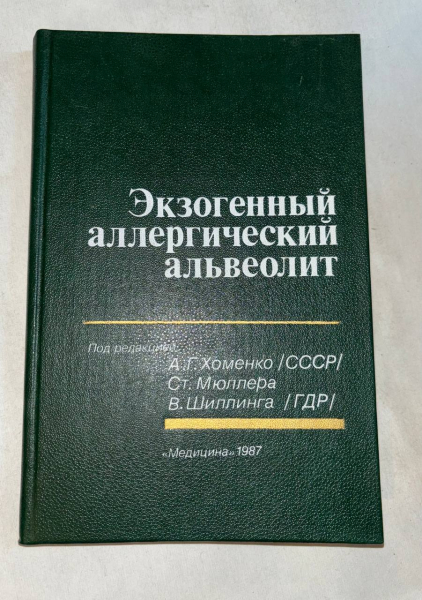 Экзогенный
аллергический
альвеолит
Под редакцией
А.Г. Хоменко /СССР/
Ст. Мюллера
В. Шиллинга /ГДР/
«Медицина» 1987